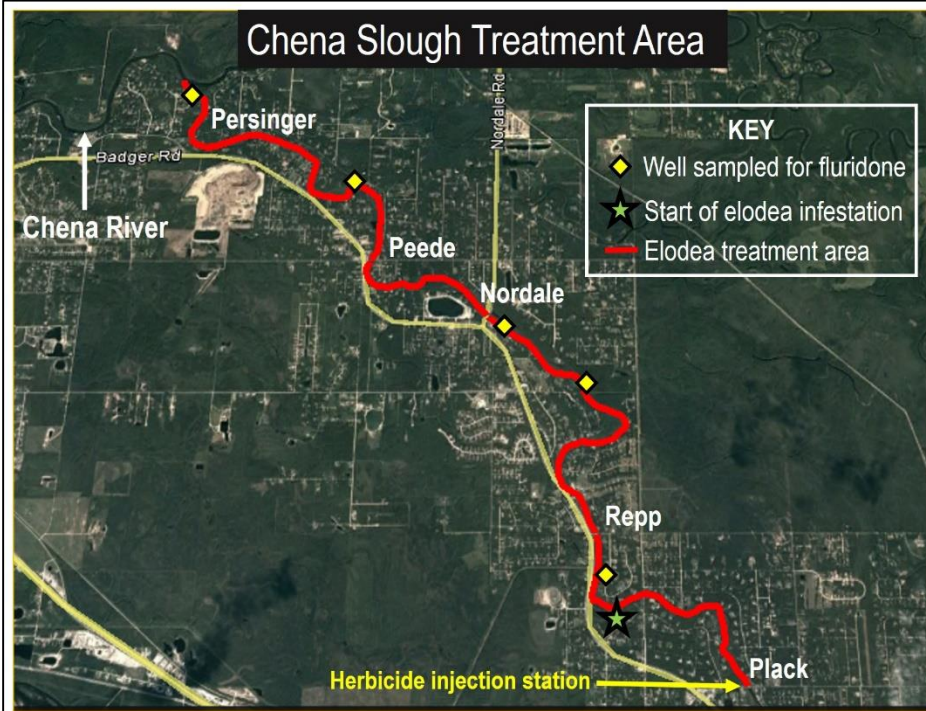 Chena Slough Treatment Area
Persinger
Nordale Rd
KEY
Well sampled for fluridone
Start of elodea infestation
Elodea treatment area
Badger Rd
Chena River
Peede
Nordale
Repp
Plack
Herbicide injection station